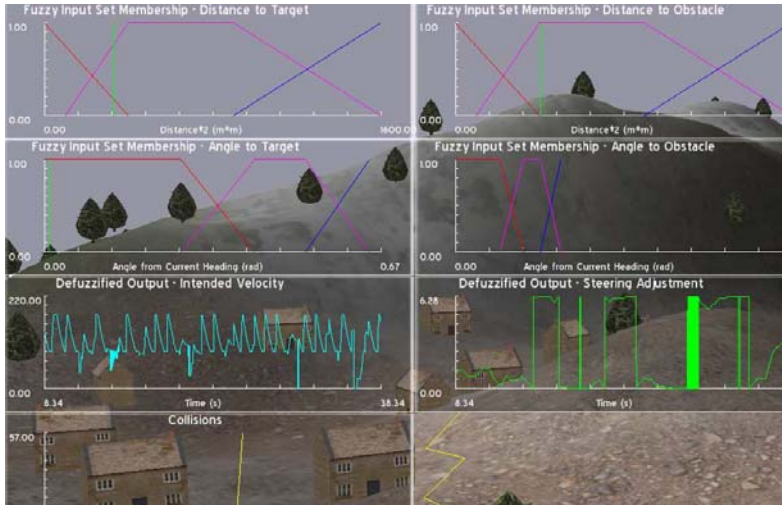 Fuzzy Input Set Membership - Distance to Target
1.00
0.00
0.00
Distance^2 (m*m)
1600.00
Fuzzy Input Set Membership - Distance to Obstacle
1.00
0.00
0.00
Distance^2 (m*m)
Fuzzy Input Set Membership - Angle to Target
1.00
0.00
0.00
Angle from Current Heading (rad)
0.67
Fuzzy Input Set Membership - Angle to Obstacle
1.00
0.00
0.00
Angle from Current Heading (rad)
Defuzzified Output - Intended Velocity
220.00
0.00
8.34
Time (s)
38.34
Defuzzified Output - Steering Adjustment
6.28
0.00
8.34
Time (s)
Collisions
57.00